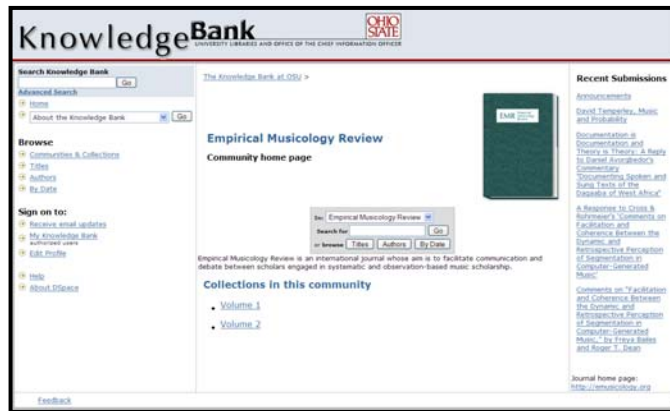 KnowledgeBank
UNIVERSITY LIBRARIES AND OFFICE OF THE CHIEF INFORMATION OFFICER
OHIO
STATE
Search Knowledge Bank
Go
Advanced Search
Home
About the Knowledge Bank Go
Browse
Communities & Collections
Titles
Authors
By Date
Sign on to:
Receive email updates
My Knowledge Bank
authorized users
Edit Profile
Help
About DSpace
Feedback
The Knowledge Bank at OSU >
Empirical Musicology Review
Community home page
EMR
In: Empirical Musicology Review
Search for Go
or browse Titles Authors By Date
Empirical Musicology Review is an international journal whose aim is to facilitate communication and
debate between scholars engaged in systematic and observation-based music scholarship.
Collections in this community
Volume 1
Volume 2
Recent Submissions
Announcements
David Temperley, Music
and Probability
Documentation is
Documentation and
Theory is Theory: A Reply
to Daniel Avorgbedor's
Commentary
"Documenting Spoken and
Sung Texts of the
Dagaaba of West Africa"
A Response to Cross &
Rohrmeier's "Comments on
Facilitation and
Coherence Between the
Dynamic and
Retrospective Perception
of Segmentation in
Computer-Generated
Music"
Comments on "Facilitation
and Coherence Between
the Dynamic and
Retrospective Perception
of Segmentation in
Computer-Generated
Music," by Freya Bailes
and Roger T. Dean
Journal home page:
http://emusicology.org